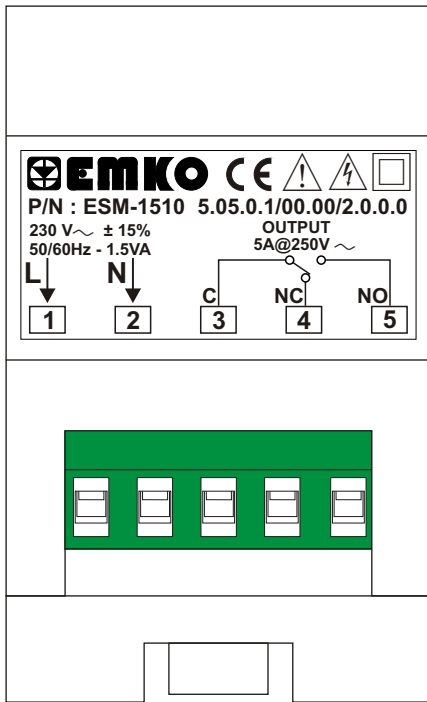 EMKO CE
P/N : ESM-1510 5.05.0.1/00.00/2.0.0.0
230 V~ ± 15%
50/60Hz - 1.5VA
OUTPUT
5A@250V ~
L N C NC NO
1 2 3 4 5